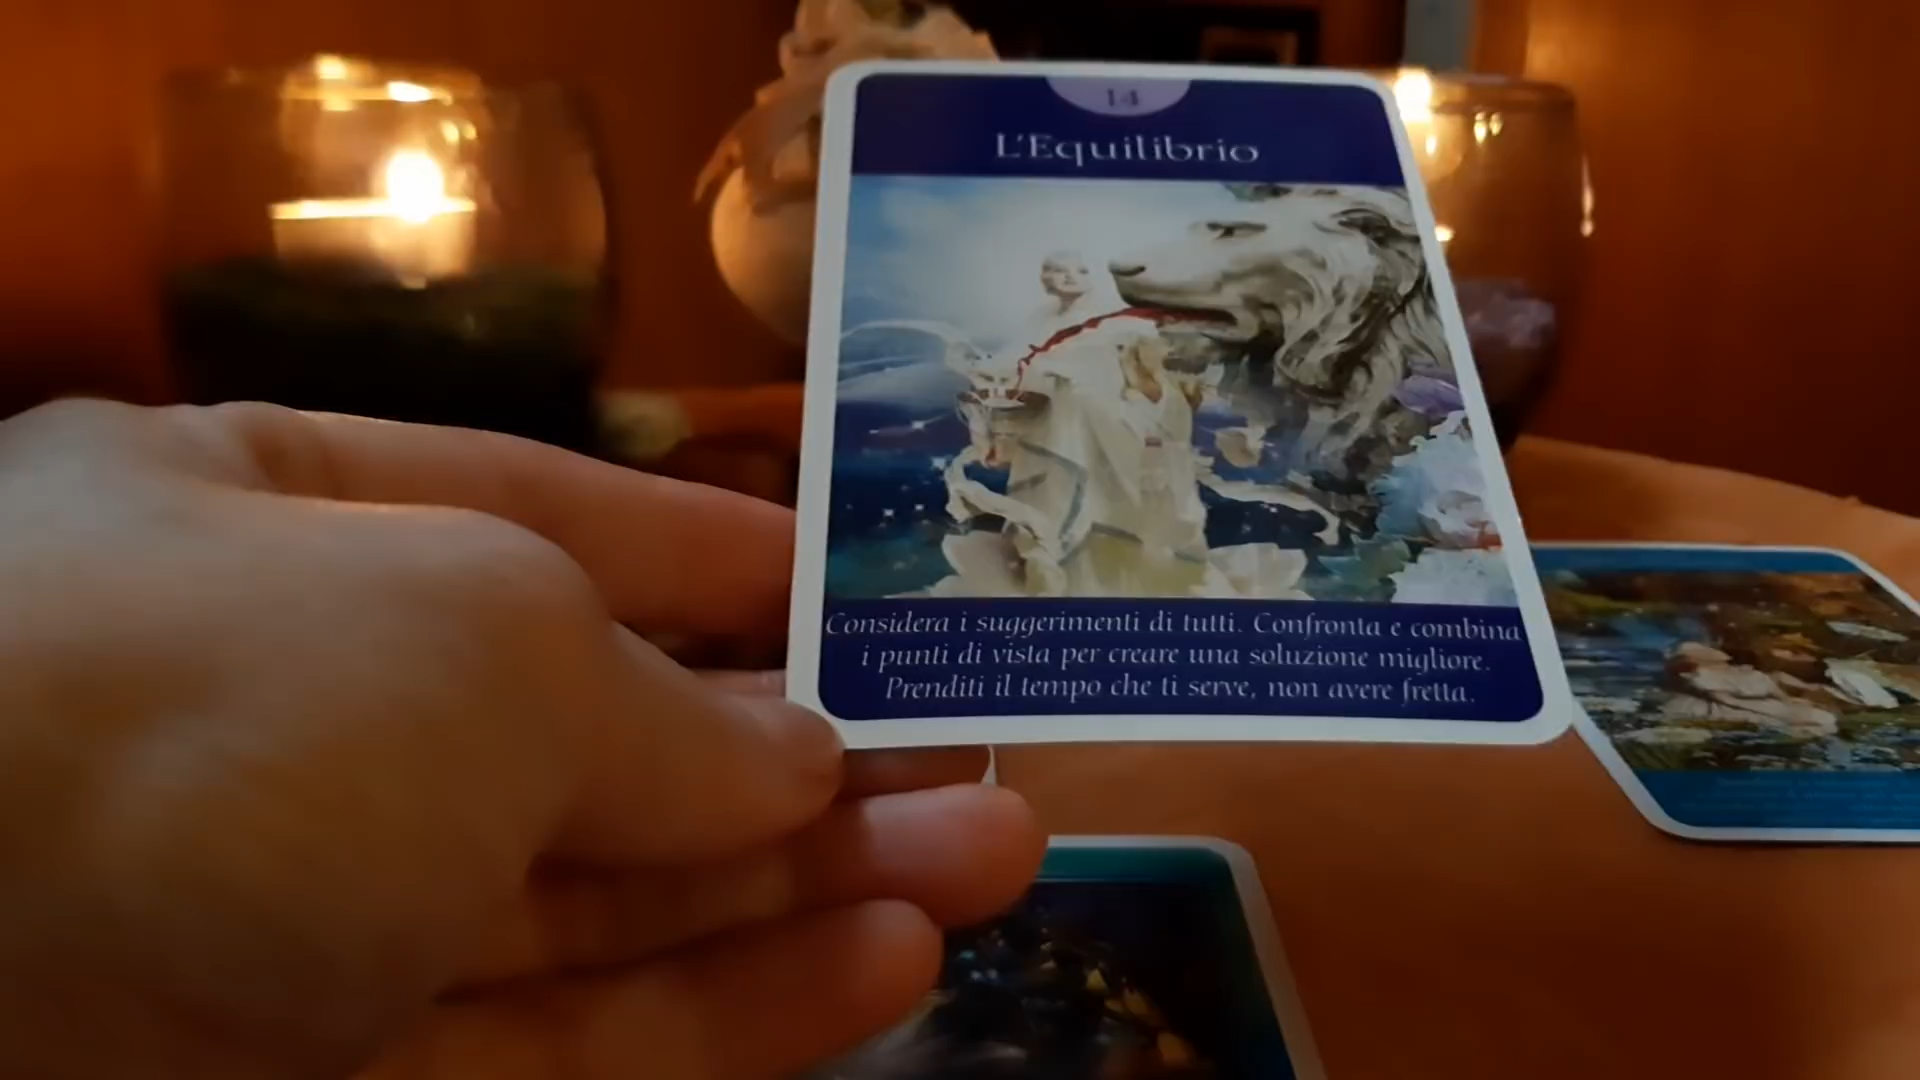 14
L'Equilibrio
Considera i suggerimenti di tutti. Confronta e combina
i punti di vista per creare una soluzione migliore.
Prenditi il tempo che ti serve, non avere fretta.